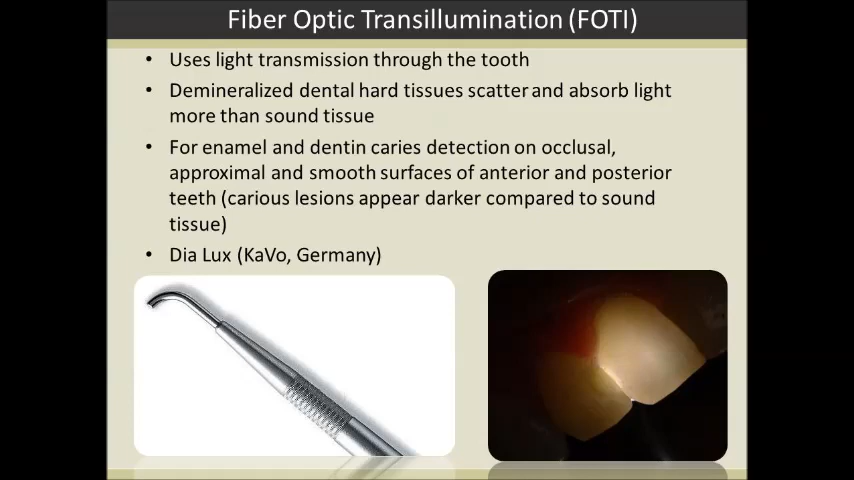 Fiber Optic Transillumination (FOTI)
• Uses light transmission through the tooth
• Demineralized dental hard tissues scatter and absorb light
more than sound tissue
• For enamel and dentin caries detection on occlusal,
approximal and smooth surfaces of anterior and posterior
teeth (carious lesions appear darker compared to sound
tissue)
• Dia Lux (KaVo, Germany)